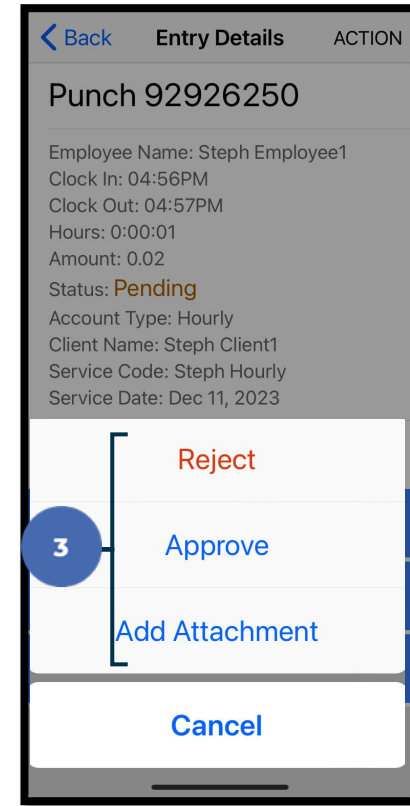 Back Entry Details ACTION
Punch 92926250
Employee Name: Steph Employee1
Clock In: 04:56PM
Clock Out: 04:57PM
Hours: 0:00:01
Amount: 0.02
Status: Pending
Account Type: Hourly
Client Name: Steph Client1
Service Code: Steph Hourly
Service Date: Dec 11, 2023
Reject
3 Approve
Add Attachment
Cancel